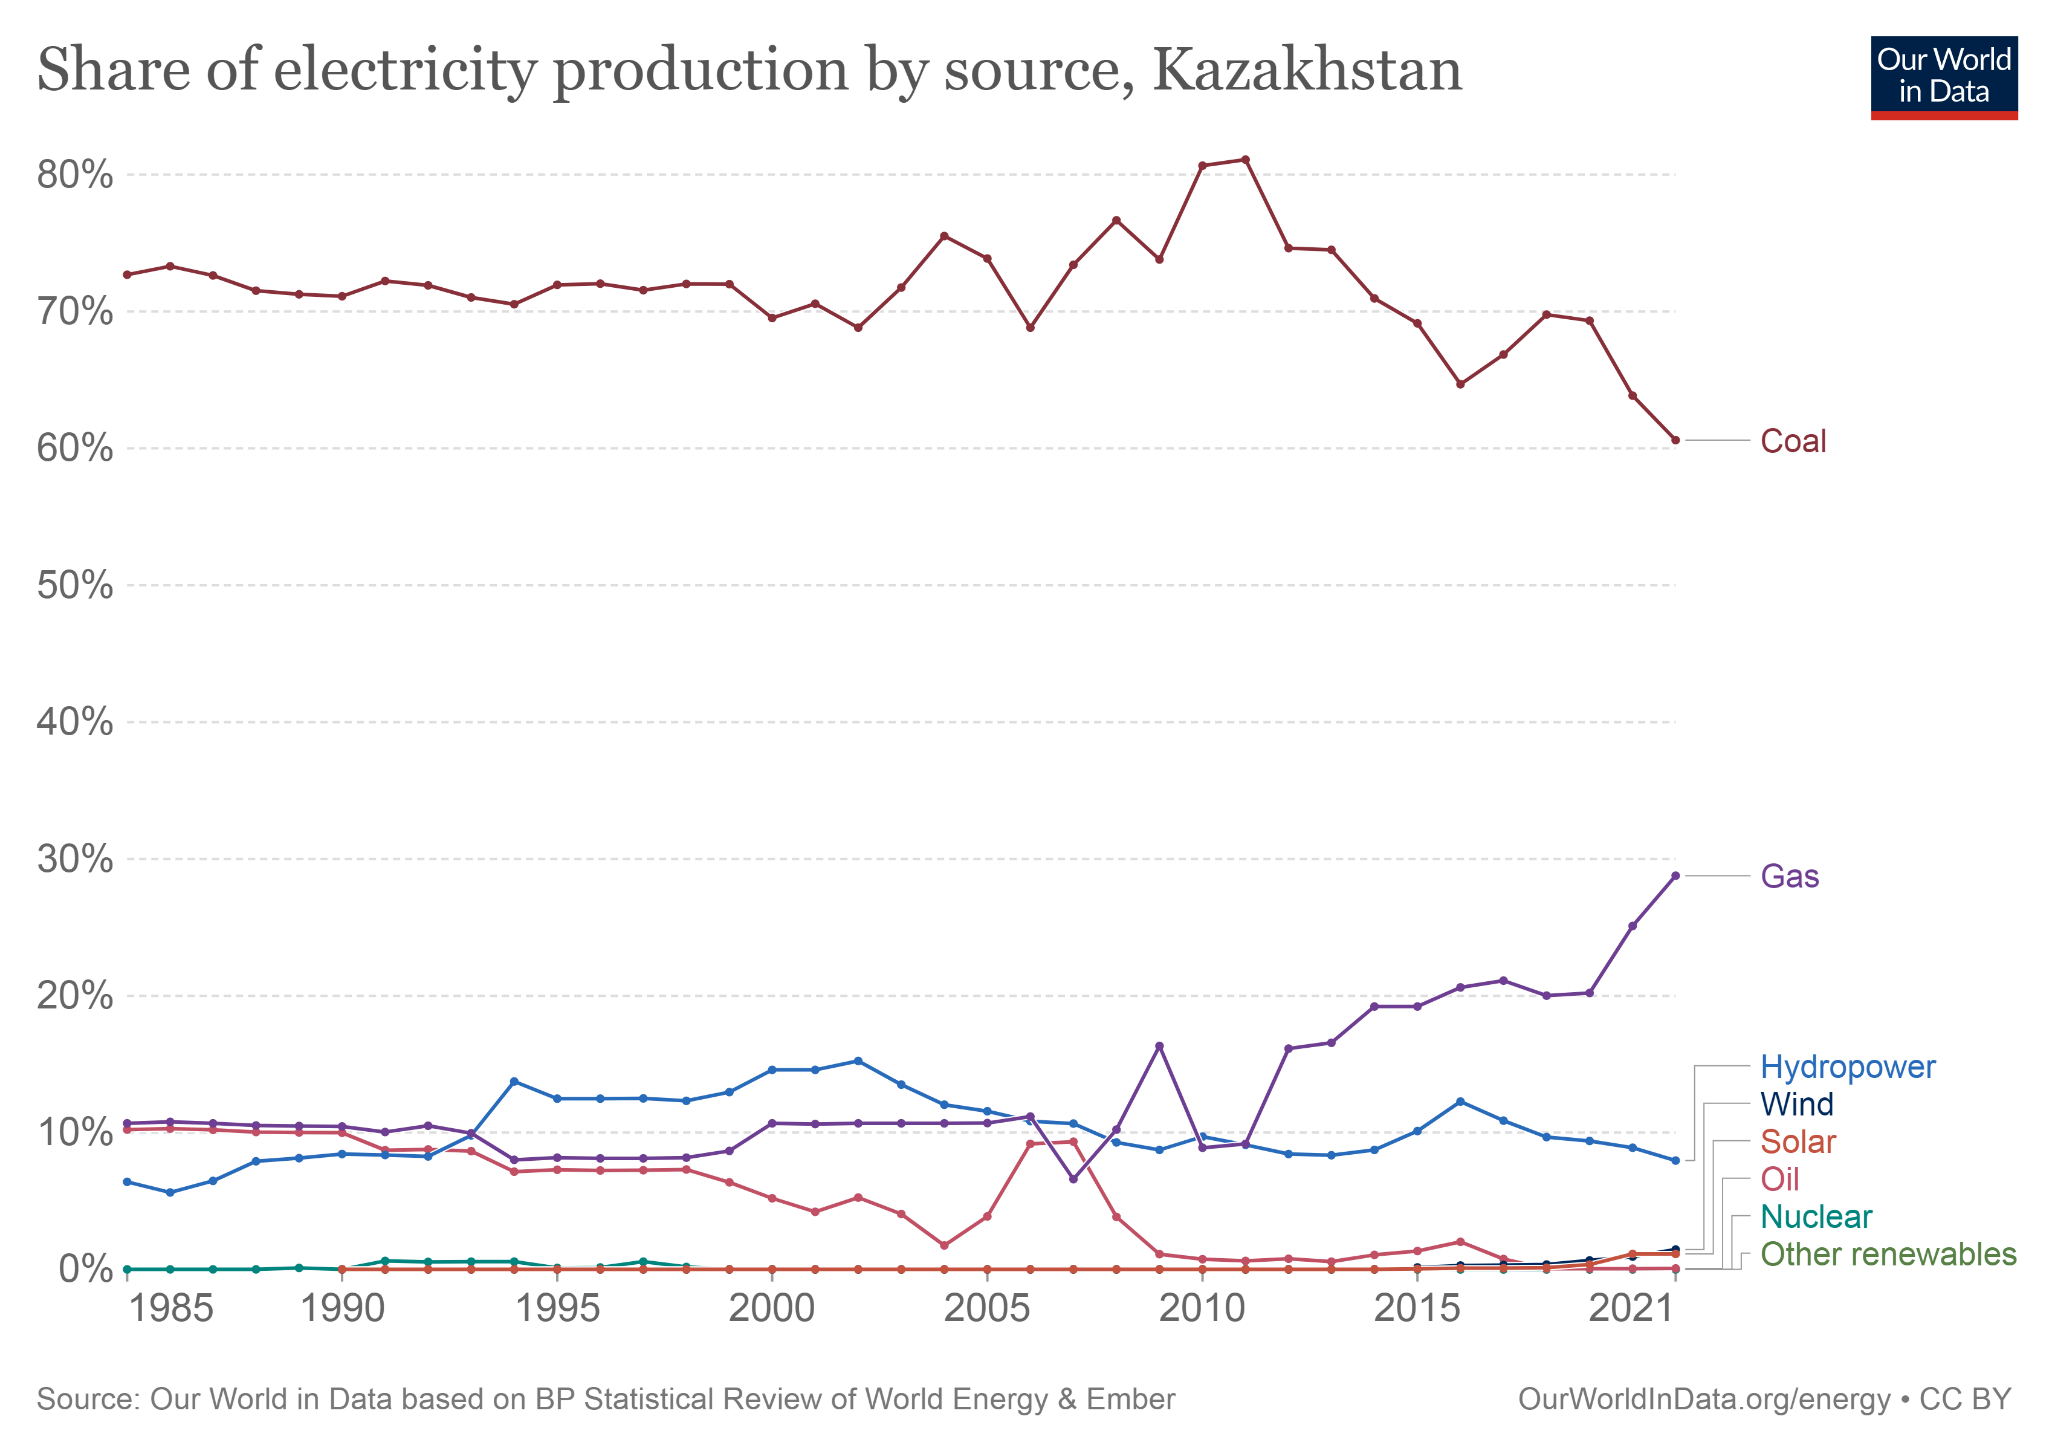 Share of electricity production by source, Kazakhstan
Our World
in Data
80%
70%
60%
50%
40%
30%
20%
10%
0%
Coal
Gas
Hydropower
Wind
Solar
Oil
Nuclear
Other renewables
1985
1990
1995
2000
2005
2010
2015
2021
Source: Our World in Data based on BP Statistical Review of World Energy & Ember
OurWorldInData.org/energy • CC BY